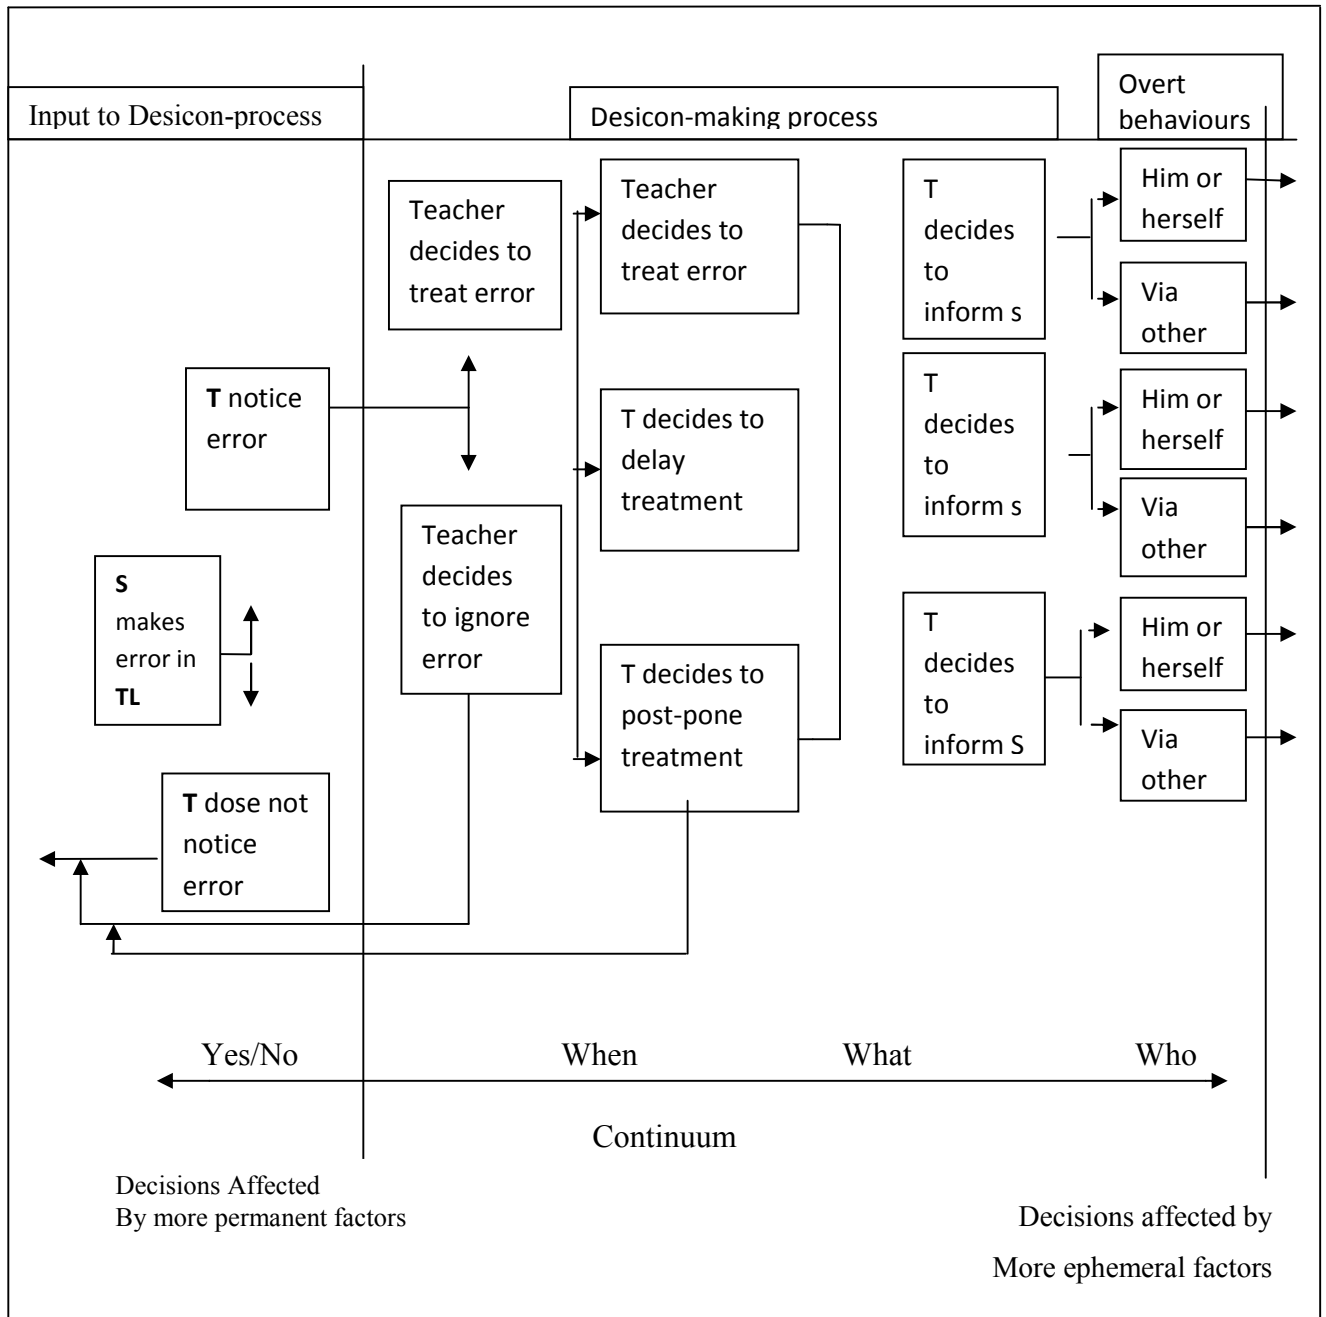 Input to Desicon-process
Desicon-making process
Overt
behaviours
Teacher
decides to
treat error
Teacher
decides to
treat error
T
decides
to
inform s
Him or
herself
Via
other
T notice
error
T decides to
delay
treatment
T
decides
to
inform s
Him or
herself
Via
other
S
makes
error in
TL
Teacher
decides
to ignore
error
T decides to
post-pone
treatment
T
decides
to
inform S
Him or
herself
Via
other
T dose not
notice
error
Yes/No
When
What
Who
Continuum
Decisions Affected
By more permanent factors
Decisions affected by
More ephemeral factors